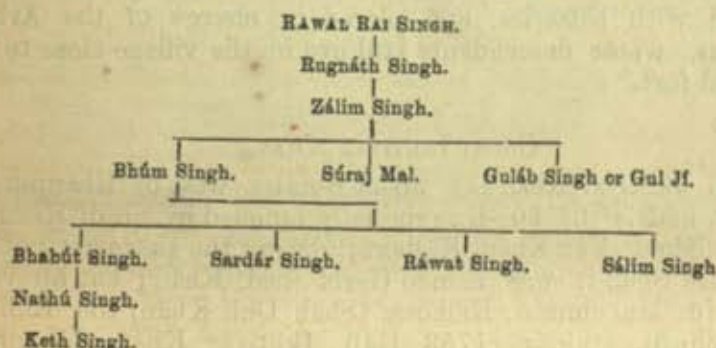 RAWAL RAI SINGH.
Rugnáth Singh.
Zálim Singh.
Bhúm Singh. Súraj Mal. Guláb Singh or Gul Jí.
Bhabút Singh. Sardár Singh. Ráwat Singh. Sálim Singh
Nathú Singh.
Keth Singh.